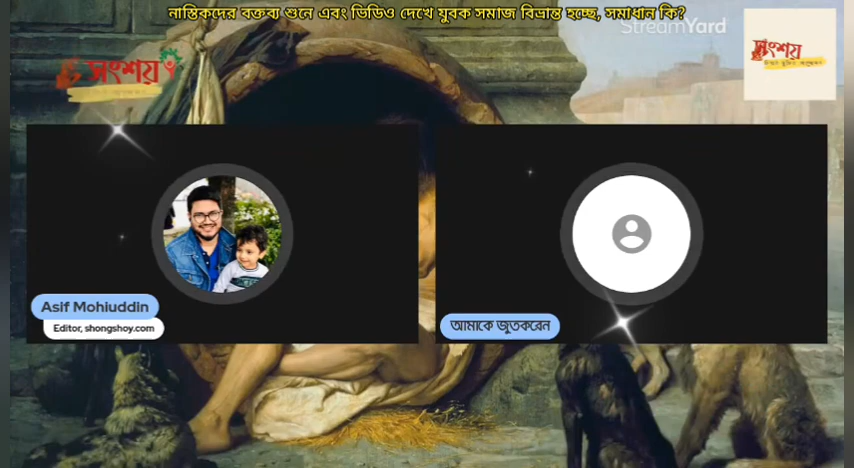 নাস্তিকদের বক্তব্য শুনে এবং ভিডিও দেখে যুবক সমাজ বিভ্রান্ত হচ্ছে, সমাধান কি?
StreamYard
সংশয়
সংশয়
Asif Mohiuddin
Editor, shongshoy.com
আমাকে জুতকরেন